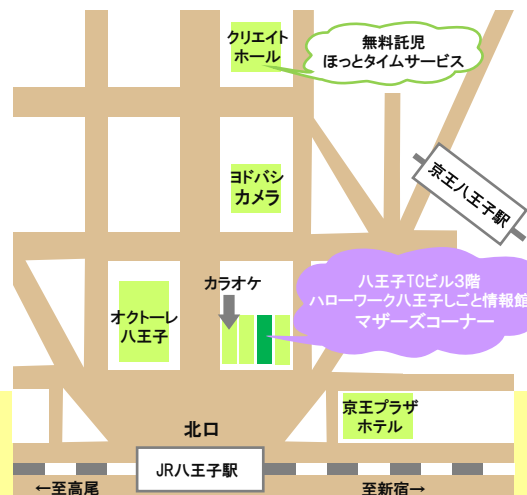 クリエイト
ホール
無料託児
ほっとタイムサービス
ヨドバシ
カメラ
京王八王子駅
カラオケ
八王子TCビル3階
ハローワーク八王子しごと情報館
マザーズコーナー
オクトーレ
八王子
京王プラザ
ホテル
北口
JR八王子駅
←至高尾
至新宿→